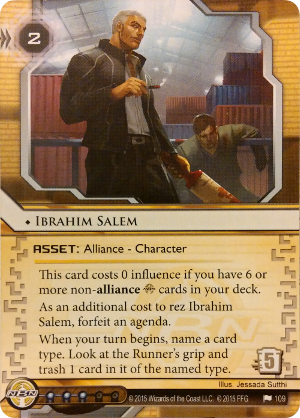 2
IBRAHIM SALEM
ASSET: Alliance - Character
This card costs 0 influence if you have 6 or
more non-alliance cards in your deck.
As an additional cost to rez Ibrahim
Salem, forfeit an agenda.
When your turn begins, name a card
type. Look at the Runner's grip and
trash 1 card in it of the named type.
5
Illus. Jessada Sutthi
NBN
© 2015 Wizards of the Coast LLC. © 2015 FFG
109